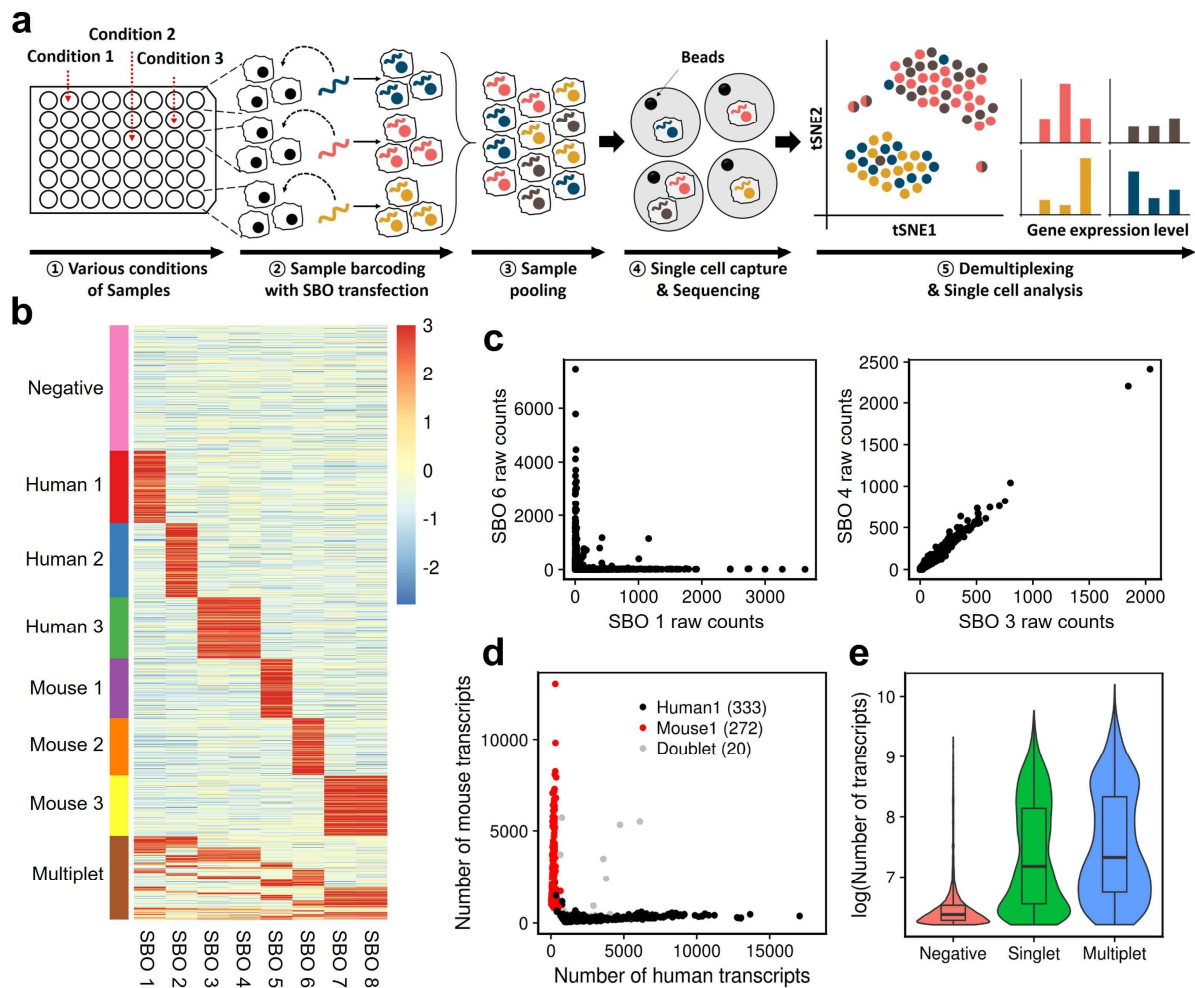 a
Condition 2
Condition 1
Condition 3
Beads
tSNE2
tSNE1
Gene expression level
① Various conditions
of Samples
② Sample barcoding
with SBO transfection
③ Sample
pooling
④ Single cell capture
& Sequencing
⑤ Demultiplexing
& Single cell analysis
b
Negative
Human 1
Human 2
Human 3
Mouse 1
Mouse 2
Mouse 3
Multiplet
3
2
1
0
-1
-2
SBO 1
SBO 2
SBO 3
SBO 4
SBO 5
SBO 6
SBO 7
SBO 8
c
SBO 6 raw counts
6000
4000
2000
0
0
1000
2000
3000
SBO 1 raw counts
SBO 4 raw counts
2500
2000
1500
1000
500
0
0
500
1000
1500
2000
SBO 3 raw counts
d
Number of mouse transcripts
10000
5000
0
Human1 (333)
Mouse1 (272)
Doublet (20)
0
5000
10000
15000
Number of human transcripts
e
log(Number of transcripts)
10
9
8
7
Negative
Singlet
Multiplet